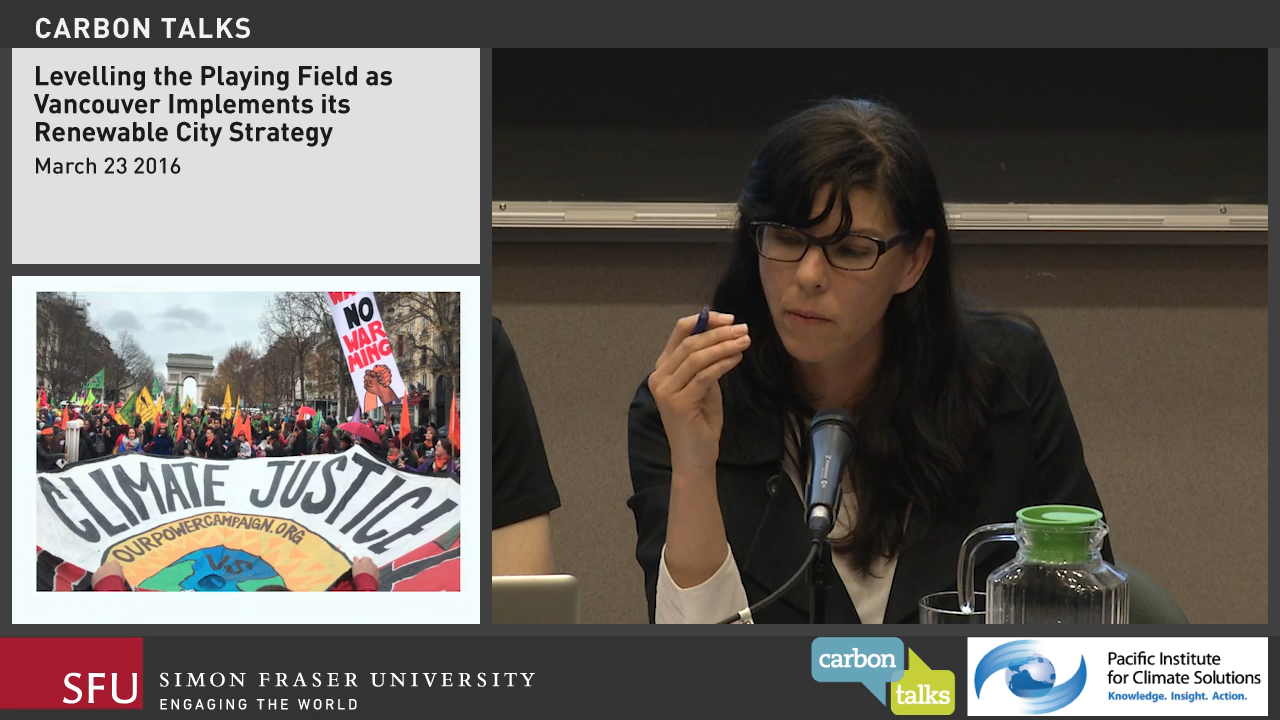 CARBON TALKS
Levelling the Playing Field as
Vancouver Implements its
Renewable City Strategy
March 23 2016
NO
WAR
MING
CLIMATE JUSTICE
OURPOWERCAMPAIGN.ORG
U.S
SFU
SIMON FRASER UNIVERSITY
ENGAGING THE WORLD
carbon
talks
Pacific Institute
for Climate Solutions
Knowledge. Insight. Action.